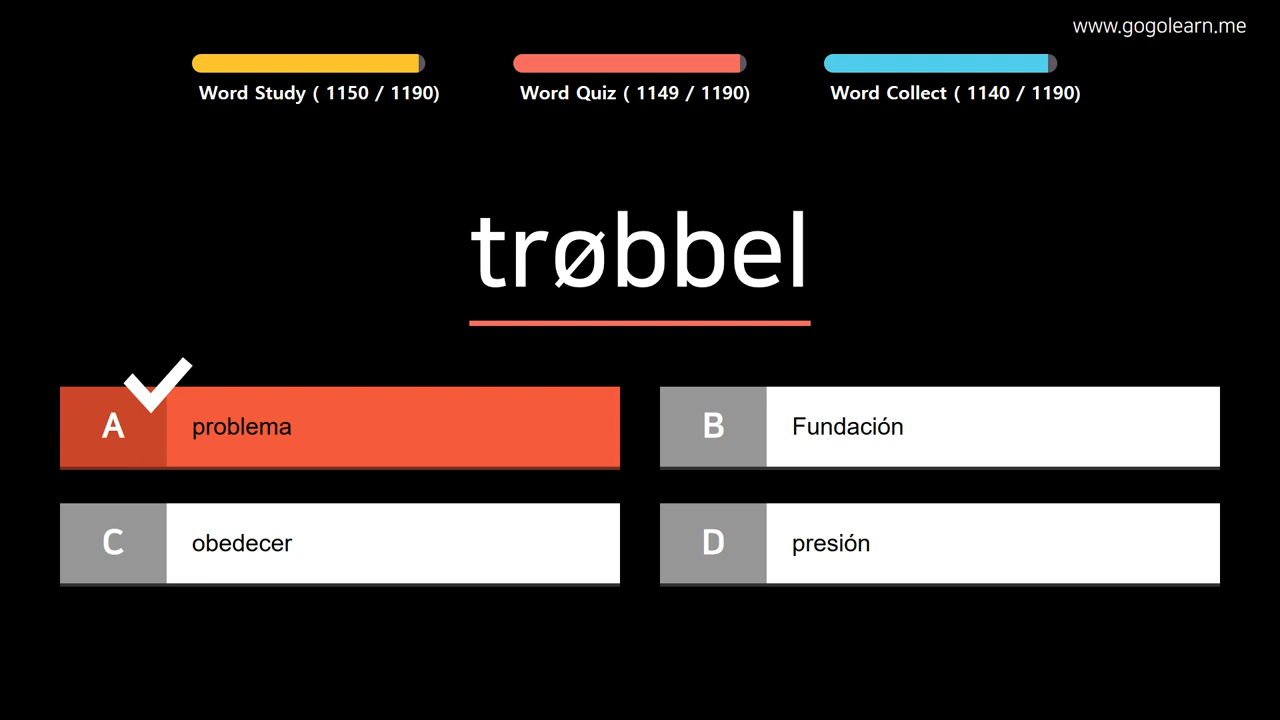 www.gogolearn.me
Word Study ( 1150 / 1190)
Word Quiz ( 1149 / 1190)
Word Collect ( 1140 / 1190)
trøbbel
A problema
B Fundación
C obedecer
D presión